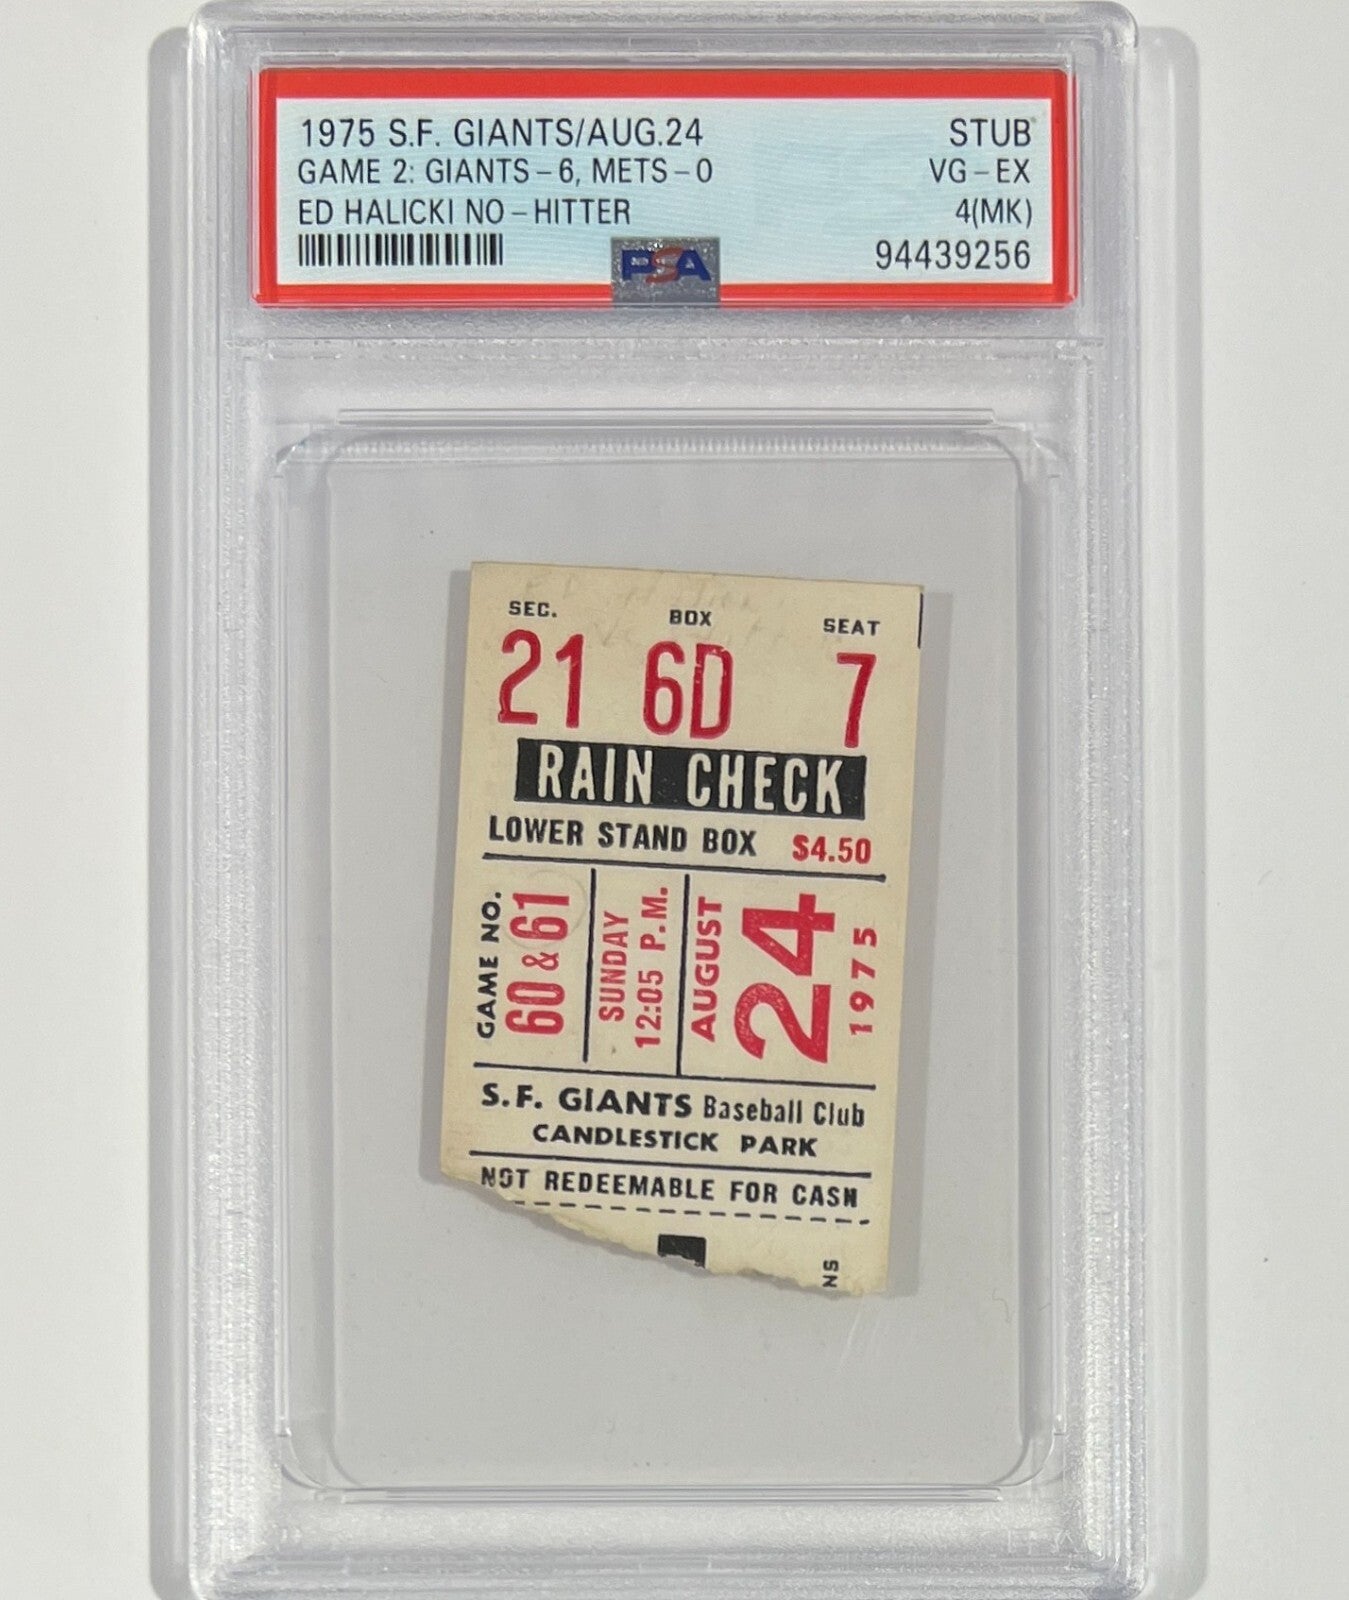 1975 S.F. GIANTS/AUG.24 STUB
GAME 2: GIANTS-6, METS-0 VG-EX
ED HALICKI NO-HITTER 4(MK)
94439256
PSA
SEC. BOX SEAT
21 6D 7
RAIN CHECK
LOWER STAND BOX $4.50
GAME NO.
60 & 61
SUNDAY
12:05 P.M.
AUGUST
24
1975
S.F. GIANTS Baseball Club
CANDLESTICK PARK
NOT REDEEMABLE FOR CASH
NS